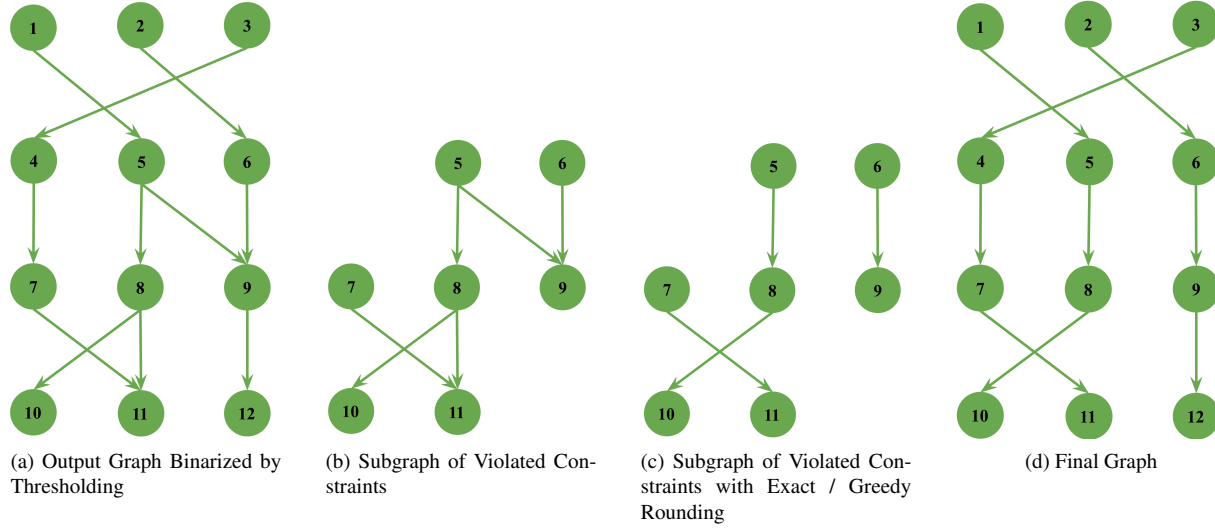 1 2 3
4 5 6
7 8 9
10 11 12
(a) Output Graph Binarized by
Thresholding
5 6
7 8 9
10 11
(b) Subgraph of Violated Con-
straints
5 6
7 8 9
10 11
(c) Subgraph of Violated Con-
straints with Exact / Greedy
Rounding
1 2 3
4 5 6
7 8 9
10 11 12
(d) Final Graph